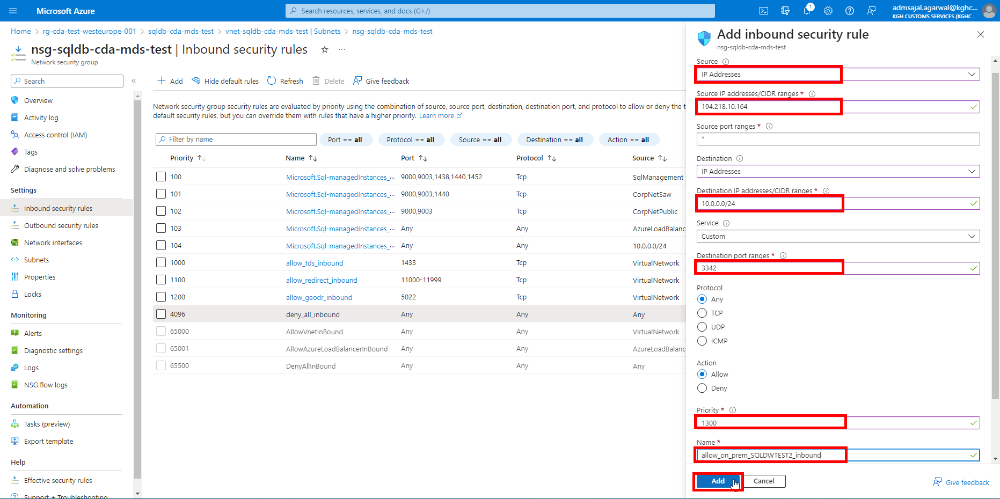 Microsoft Azure
Search resources, services, and docs (G+/)
1
admsajal.agarwal@kghc...
KGH CUSTOMS SERVICES (KGHC....
Home > rg-cda-test-westeurope-001 > sqldb-cda-mds-test > vnet-sqldb-cda-mds-test | Subnets > nsg-sqldb-cda-mds-test
nsg-sqldb-cda-mds-test | Inbound security rules
Network security group
Search
Overview
Activity log
Access control (IAM)
Tags
Diagnose and solve problems
Settings
Inbound security rules
Outbound security rules
Network interfaces
Subnets
Properties
Locks
Monitoring
Alerts
Diagnostic settings
Logs
NSG flow logs
Automation
Tasks (preview)
Export template
Help
Effective security rules
Support + Troubleshooting
Add Hide default rules Refresh Delete Give feedback
Network security group security rules are evaluated by priority using the combination of source, source port, destination, destination port, and protocol to allow or deny the t
default security rules, but you can override them with rules that have a higher priority. Learn more
Filter by name Port == all Protocol == all Source == all Destination == all Action == all
Priority Name Port Protocol Source
100 Microsoft.Sql-managedInstances_... 9000,9003,1438,1440,1452 Tcp SqlManagement
101 Microsoft.Sql-managedInstances_... 9000,9003,1440 Tcp CorpNetSaw
102 Microsoft.Sql-managedInstances_... 9000,9003 Tcp CorpNetPublic
103 Microsoft.Sql-managedInstances_... Any Any AzureLoadBalanc
104 Microsoft.Sql-managedInstances_... Any Any 10.0.0.0/24
1000 allow_tds_inbound 1433 Tcp VirtualNetwork
1100 allow_redirect_inbound 11000-11999 Tcp VirtualNetwork
1200 allow_geodr_inbound 5022 Tcp VirtualNetwork
4096 deny_all_inbound Any Any Any
65000 AllowVnetInBound Any Any VirtualNetwork
65001 AllowAzureLoadBalancerInBound Any Any AzureLoadBalanc
65500 DenyAllInBound Any Any Any
Add inbound security rule
nsg-sqldb-cda-mds-test
Source
IP Addresses
Source IP addresses/CIDR ranges *
194.218.10.164
Source port ranges *
*
Destination
IP Addresses
Destination IP addresses/CIDR ranges *
10.0.0.0/24
Service
Custom
Destination port ranges *
3342
Protocol
Any
TCP
UDP
ICMP
Action
Allow
Deny
Priority *
1300
Name *
allow_on_prem_SQLDWTEST2_inbound
Add Cancel Give feedback